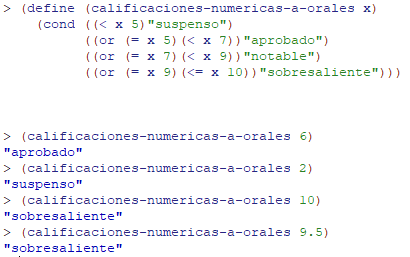 > (define (calificaciones-numericas-a-orales x)
(cond ((< x 5)"suspenso")
((or (= x 5)(< x 7))"aprobado")
((or (= x 7)(< x 9))"notable")
((or (= x 9)(<= x 10))"sobresaliente")))
> (calificaciones-numericas-a-orales 6)
"aprobado"
> (calificaciones-numericas-a-orales 2)
"suspenso"
> (calificaciones-numericas-a-orales 10)
"sobresaliente"
> (calificaciones-numericas-a-orales 9.5)
"sobresaliente"